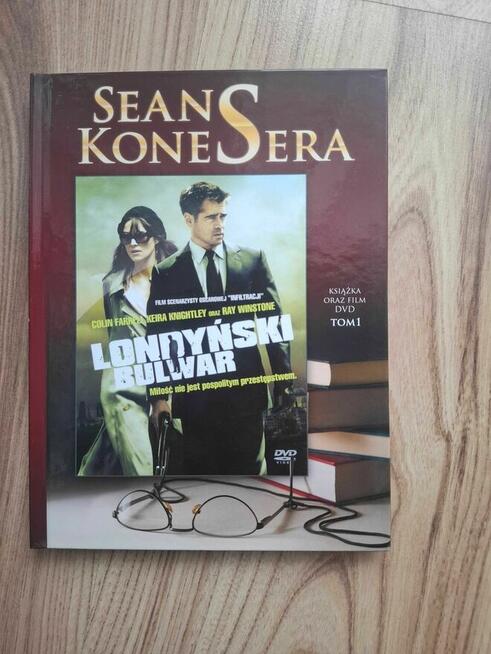 SEANS
KONESERA
KSIĄŻKA
ORAZ FILM
DVD
TOM 1
FILM SCENARZYSTY OSCAROWEJ "INFILTRACJI"
COLIN FARRELL, KEIRA KNIGHTLEY ORAZ RAY WINSTONE
LONDYŃSKI
BULWAR
Miłość nie jest pospolitym przestępstwem.
DVD
VIDEO